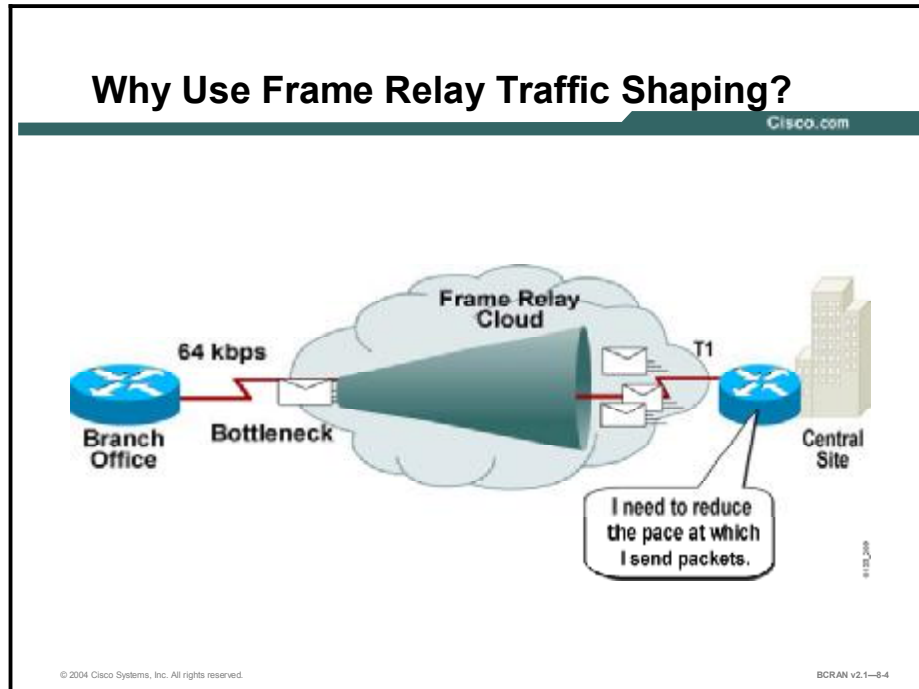 Why Use Frame Relay Traffic Shaping?
Cisco.com
Frame Relay
Cloud
64 kbps
T1
Bottleneck
Branch
Office
Central
Site
I need to reduce
the pace at which
I send packets.
© 2004 Cisco Systems, Inc. All rights reserved.
BCRAN v2.1—8-4